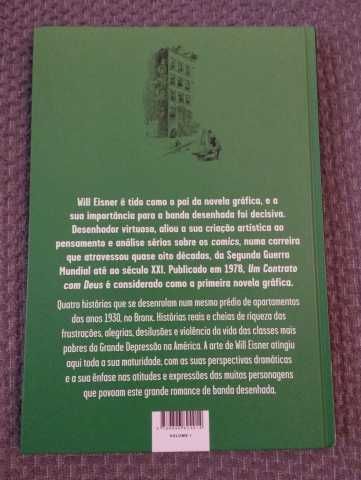 Will Eisner é tido como o pai da novela gráfica, e a
sua importância para a banda desenhada foi decisiva.
Desenhador virtuoso, aliou a sua criação artística ao
pensamento e análise sérios sobre os comics, numa carreira
que atravessou quase oito décadas, da Segunda Guerra
Mundial até ao século XXI. Publicado em 1978, Um Contrato
com Deus é considerado como a primeira novela gráfica.
Quatro histórias que se desenrolam num mesmo prédio de apartamentos
dos anos 1930, no Bronx. Histórias reais e cheias de riqueza das
frustrações, alegrias, desilusões e violência da vida das classes mais
pobres da Grande Depressão na América. A arte de Will Eisner atingiu
aqui toda a sua maturidade, com as suas perspectivas dramáticas
e a sua ênfase nas atitudes e expressões das muitas personagens
que povoam este grande romance de banda desenhada.
VOLUME 1